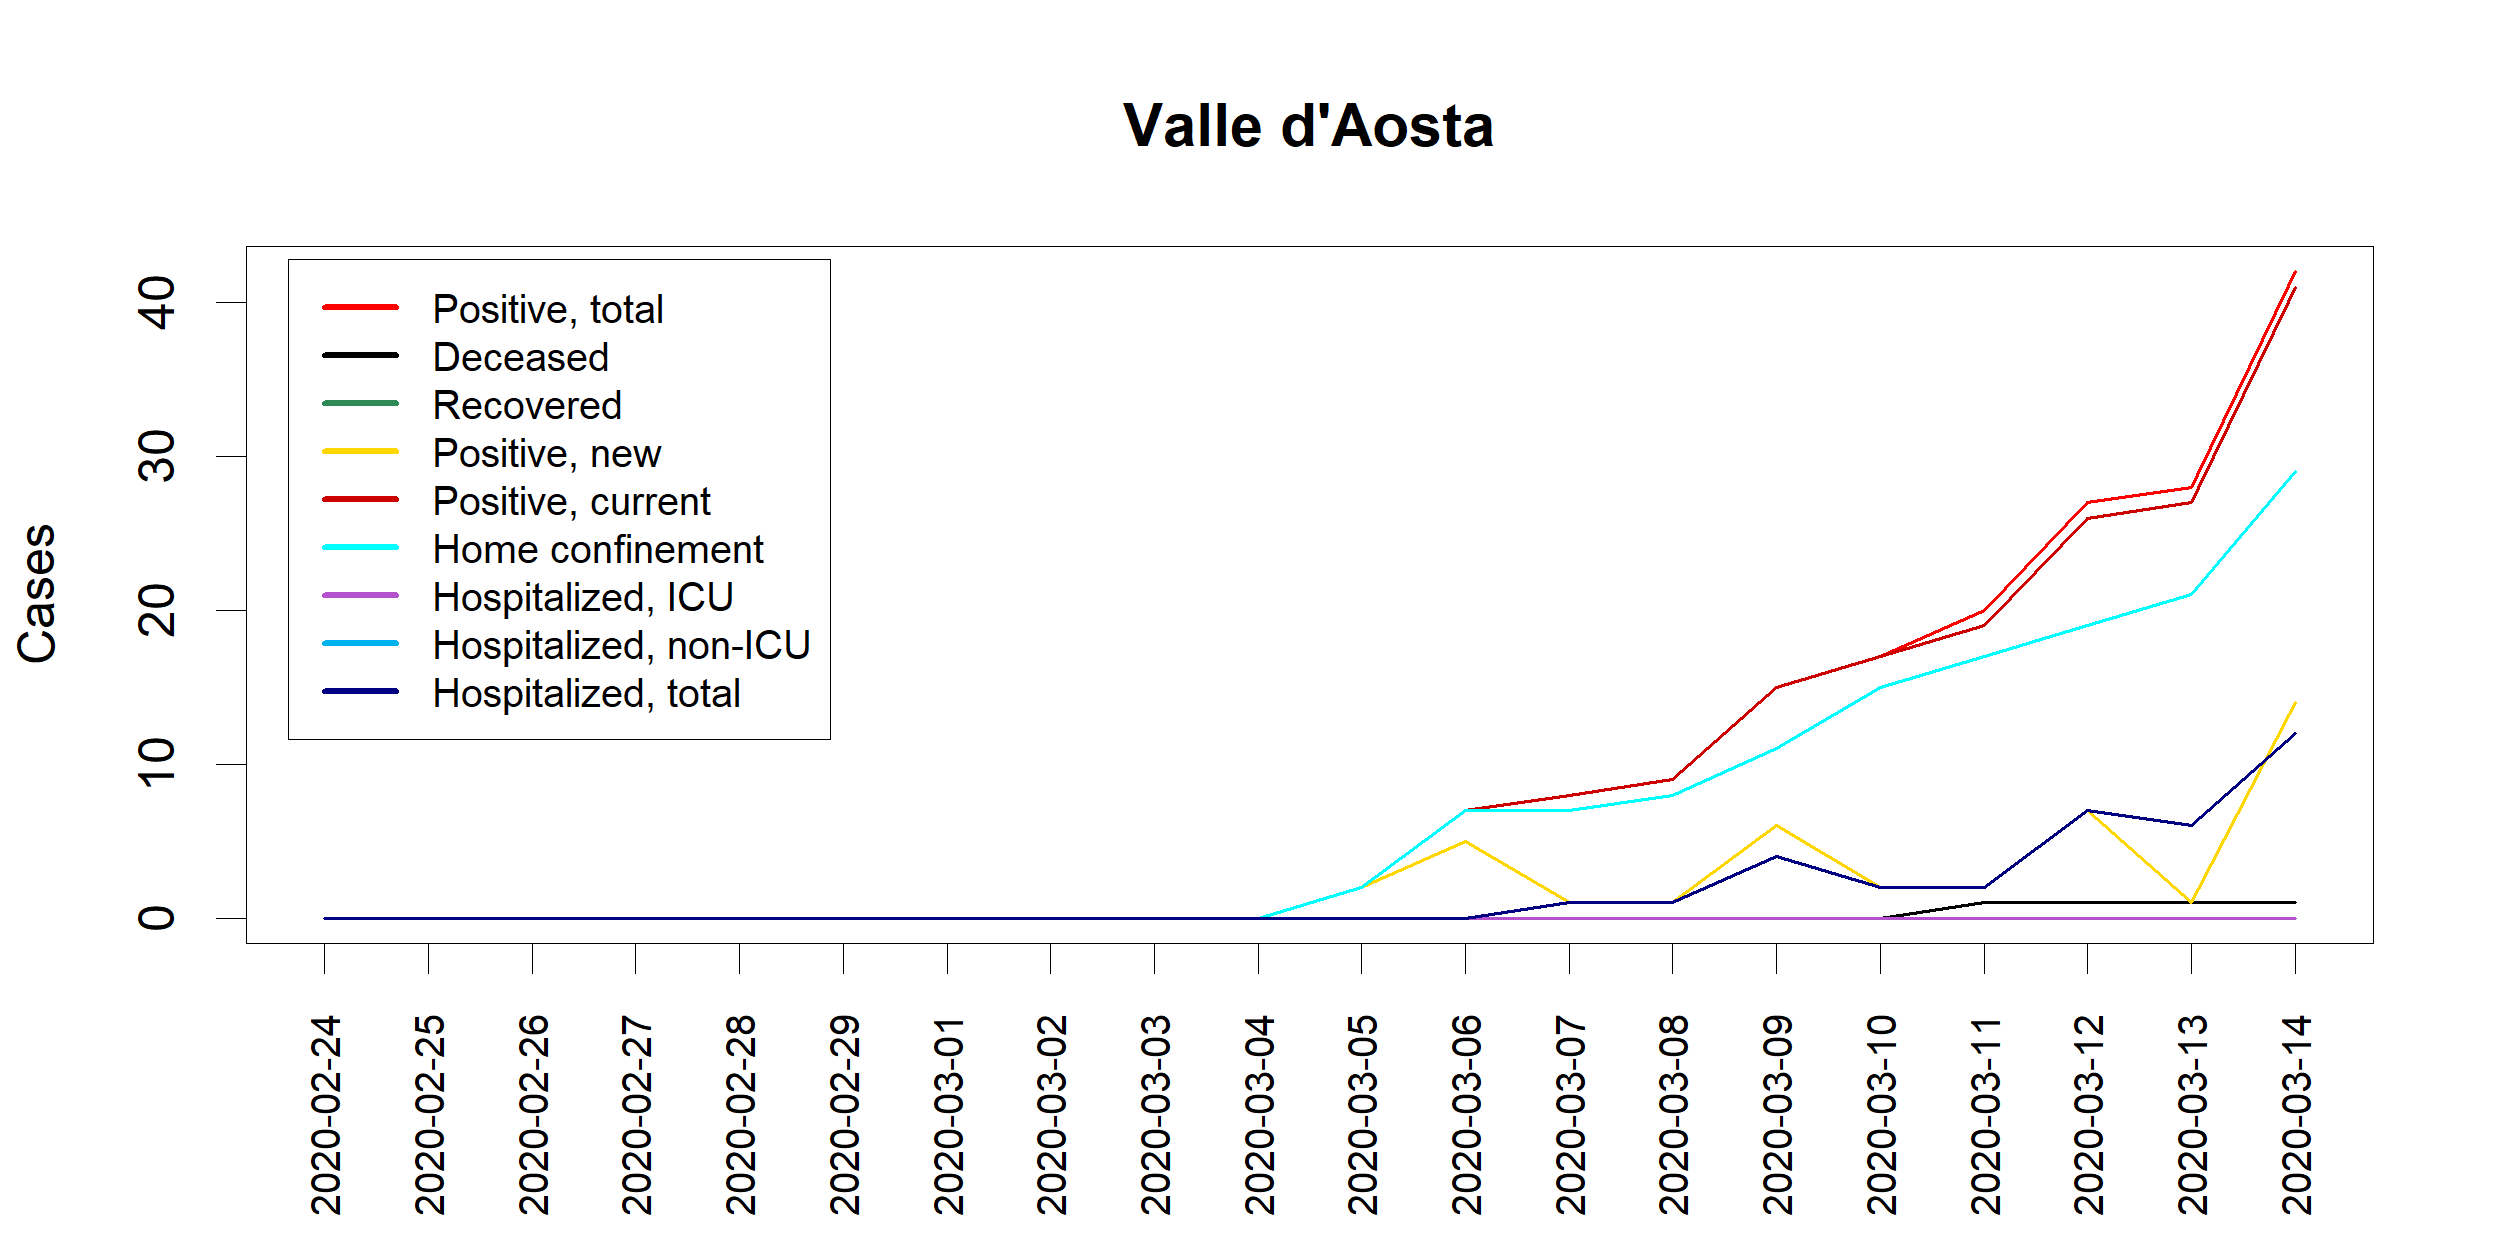 Valle d'Aosta
Cases
40
30
20
10
0
Positive, total
Deceased
Recovered
Positive, new
Positive, current
Home confinement
Hospitalized, ICU
Hospitalized, non-ICU
Hospitalized, total
2020-02-24
2020-02-25
2020-02-26
2020-02-27
2020-02-28
2020-02-29
2020-03-01
2020-03-02
2020-03-03
2020-03-04
2020-03-05
2020-03-06
2020-03-07
2020-03-08
2020-03-09
2020-03-10
2020-03-11
2020-03-12
2020-03-13
2020-03-14